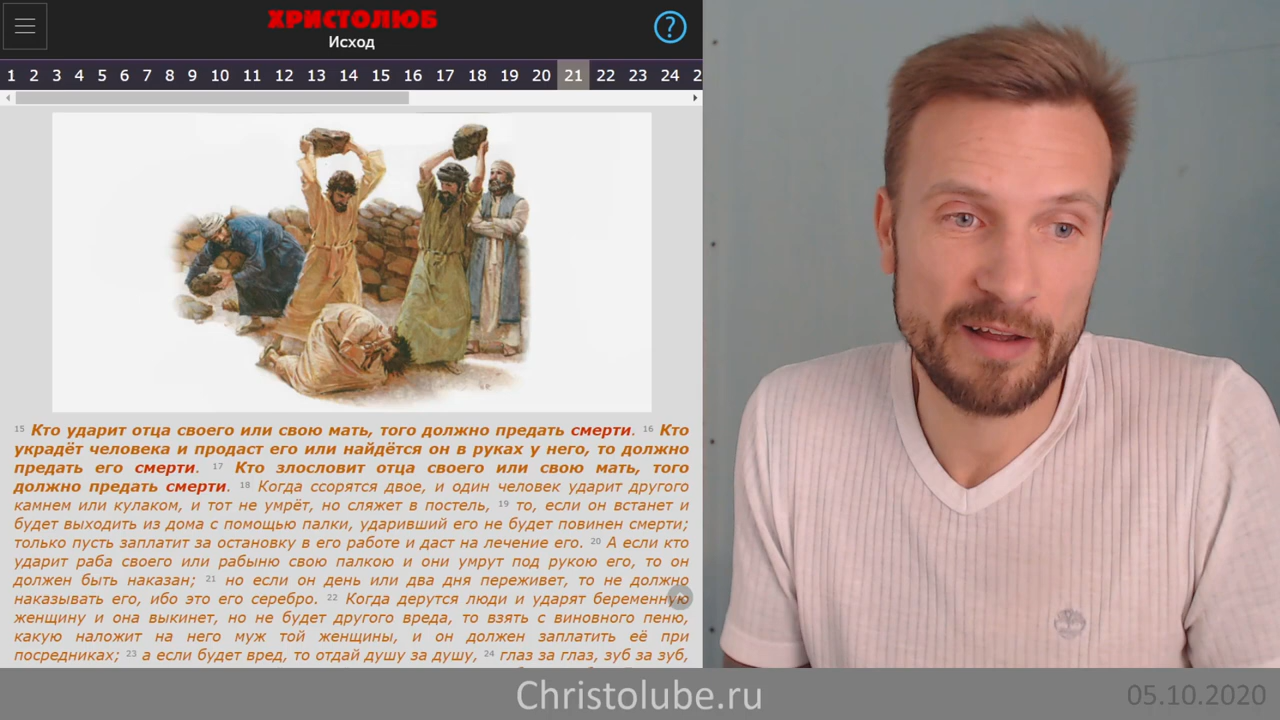 ХРИСТОЛЮБ
Исход
?
1 2 3 4 5 6 7 8 9 10 11 12 13 14 15 16 17 18 19 20 21 22 23 24 2
15 Кто ударит отца своего или свою мать, того должно предать смерти. 16 Кто
украдёт человека и продаст его или найдётся он в руках у него, то должно
предать его смерти. 17 Кто злословит отца своего или свою мать, того
должно предать смерти. 18 Когда ссорятся двое, и один человек ударит другого
камнем или кулаком, и тот не умрёт, но сляжет в постель, 19 то, если он встанет и
будет выходить из дома с помощью палки, ударивший его не будет повинен смерти;
только пусть заплатит за остановку в его работе и даст на лечение его. 20 А если кто
ударит раба своего или рабыню свою палкою и они умрут под рукою его, то он
должен быть наказан; 21 но если он день или два дня переживет, то не должно
наказывать его, ибо это его серебро. 22 Когда дерутся люди и ударят беременную
женщину и она выкинет, но не будет другого вреда, то взять с виновного пеню,
какую наложит на него муж той женщины, и он должен заплатить её при
посредниках; 23 а если будет вред, то отдай душу за душу, 24 глаз за глаз, зуб за зуб,
Christolube.ru
05.10.2020